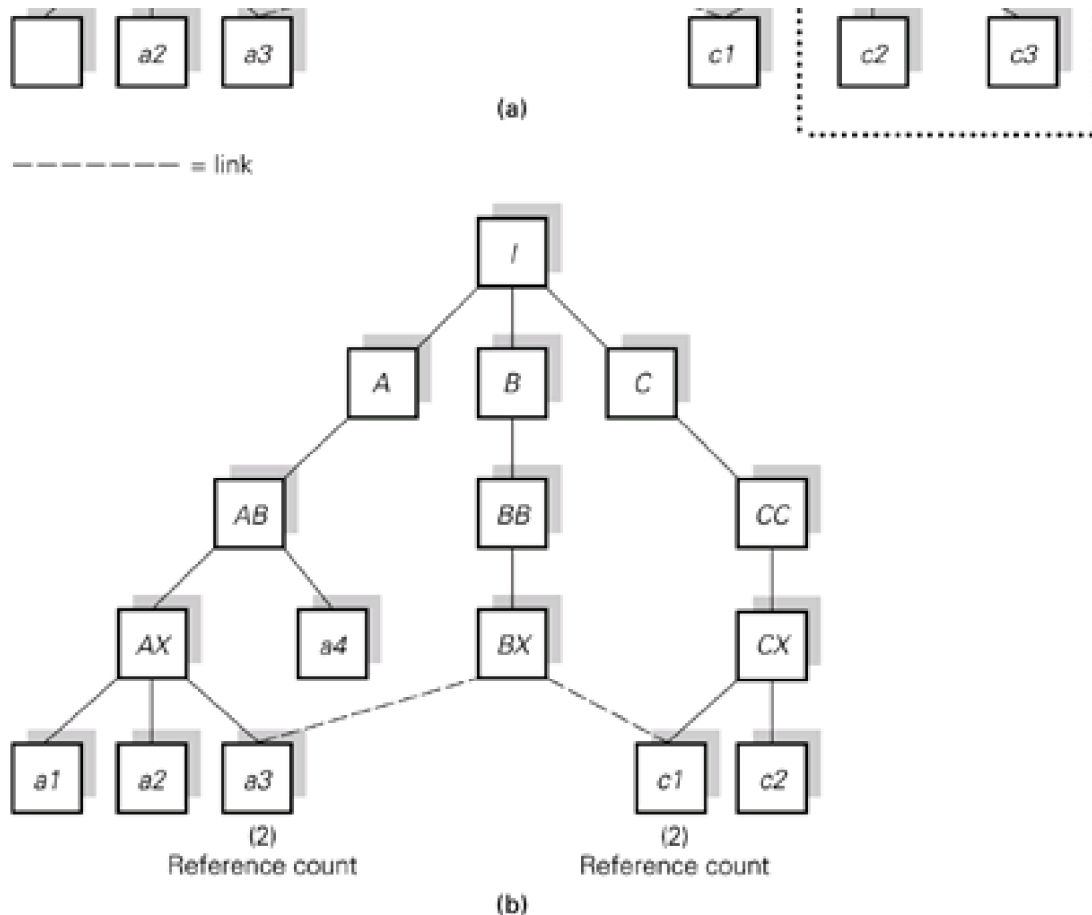 a2 a3 c1 c2 c3
(a)
= link
I
A B C
AB BB CC
AX a4 BX CX
a1 a2 a3 c1 c2
(2) (2)
Reference count Reference count
(b)